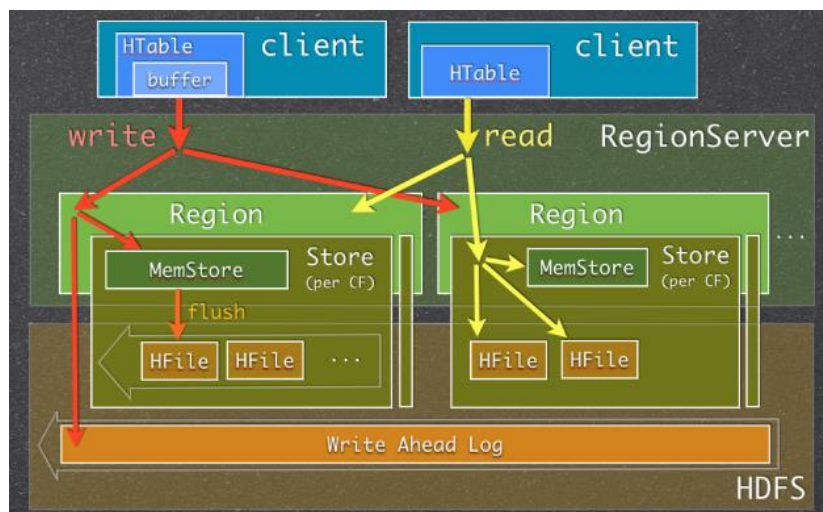 HTable
client
buffer
HTable
client
write
read
RegionServer
Region
Region
...
MemStore
Store
(per CF)
MemStore
Store
(per CF)
flush
HFile
HFile
...
HFile
HFile
Write Ahead Log
HDFS